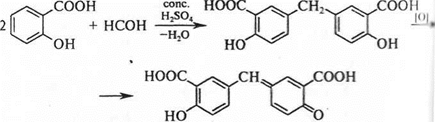 2 COOH OH + HCOH conc. H₂SO₄ −H₂O HOOC HO CH₂ COOH OH [O]
→ HOOC HO CH= COOH O